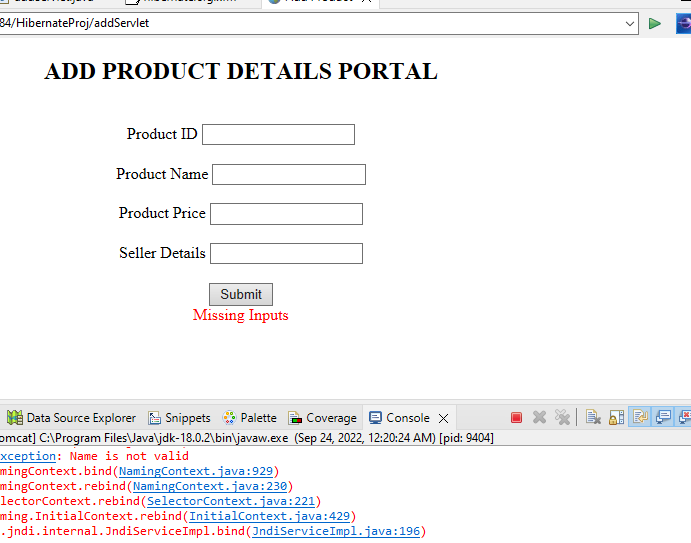 84/HibernateProj/addServlet
ADD PRODUCT DETAILS PORTAL
Product ID
Product Name
Product Price
Seller Details
Submit
Missing Inputs
Data Source Explorer Snippets Palette Coverage Console
omcat] C:\Program Files\Java\jdk-18.0.2\bin\javaw.exe (Sep 24, 2022, 12:20:24 AM) [pid: 9404]
xception: Name is not valid
mingContext.bind(NamingContext.java:929)
mingContext.rebind(NamingContext.java:230)
lectorContext.rebind(SelectorContext.java:221)
ming.InitialContext.rebind(InitialContext.java:429)
.jndi.internal.JndiServiceImpl.bind(JndiServiceImpl.java:196)